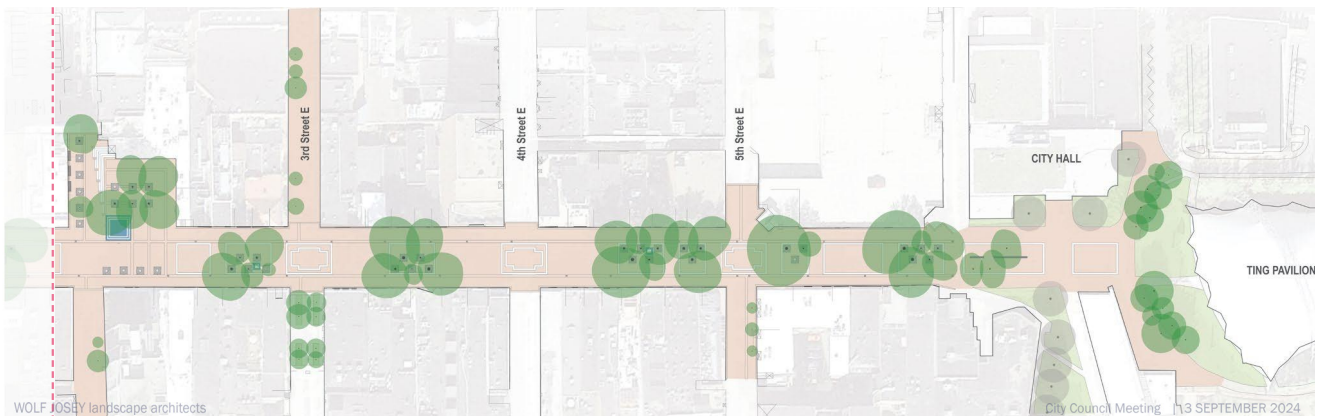 3rd Street E
4th Street E
5th Street E
CITY HALL
TING PAVILION
WOLF JOSEY landscape architects
City Council Meeting | 13 SEPTEMBER 2024